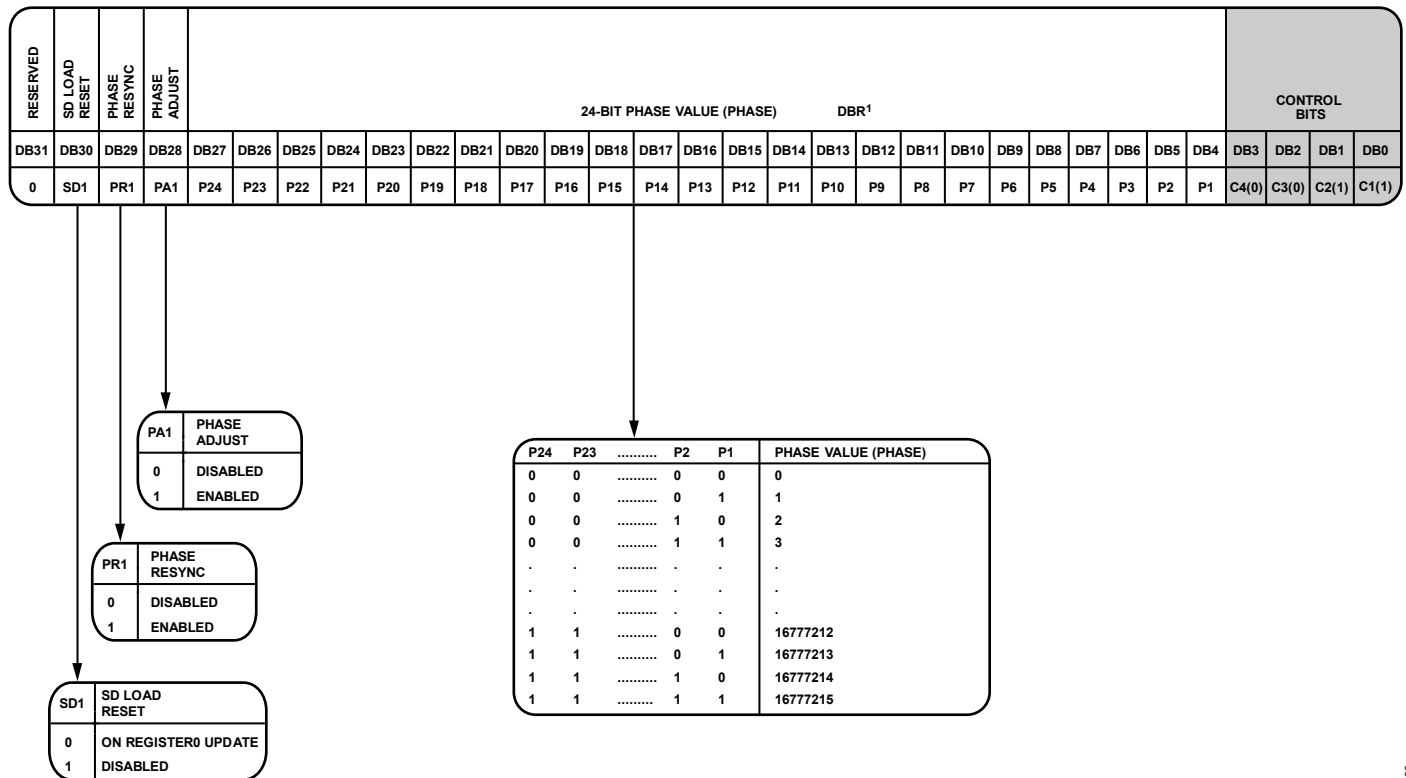 RESERVED
SD LOAD
RESET
PHASE
RESYNC
PHASE
ADJUST
24-BIT PHASE VALUE (PHASE) DBR1
CONTROL
BITS
DB31 DB30 DB29 DB28 DB27 DB26 DB25 DB24 DB23 DB22 DB21 DB20 DB19 DB18 DB17 DB16 DB15 DB14 DB13 DB12 DB11 DB10 DB9 DB8 DB7 DB6 DB5 DB4 DB3 DB2 DB1 DB0
0 SD1 PR1 PA1 P24 P23 P22 P21 P20 P19 P18 P17 P16 P15 P14 P13 P12 P11 P10 P9 P8 P7 P6 P5 P4 P3 P2 P1 C4(0) C3(0) C2(1) C1(1)
PA1 PHASE
ADJUST
0 DISABLED
1 ENABLED
PR1 PHASE
RESYNC
0 DISABLED
1 ENABLED
SD1 SD LOAD
RESET
0 ON REGISTER0 UPDATE
1 DISABLED
P24 P23 .......... P2 P1 PHASE VALUE (PHASE)
0 0 .......... 0 0 0
0 0 .......... 0 1 1
0 0 .......... 1 0 2
0 0 .......... 1 1 3
. . .......... . . .
. . .......... . . .
. . .......... . . .
1 1 .......... 0 0 16777212
1 1 .......... 0 1 16777213
1 1 .......... 1 0 16777214
1 1 ......... 1 1 16777215